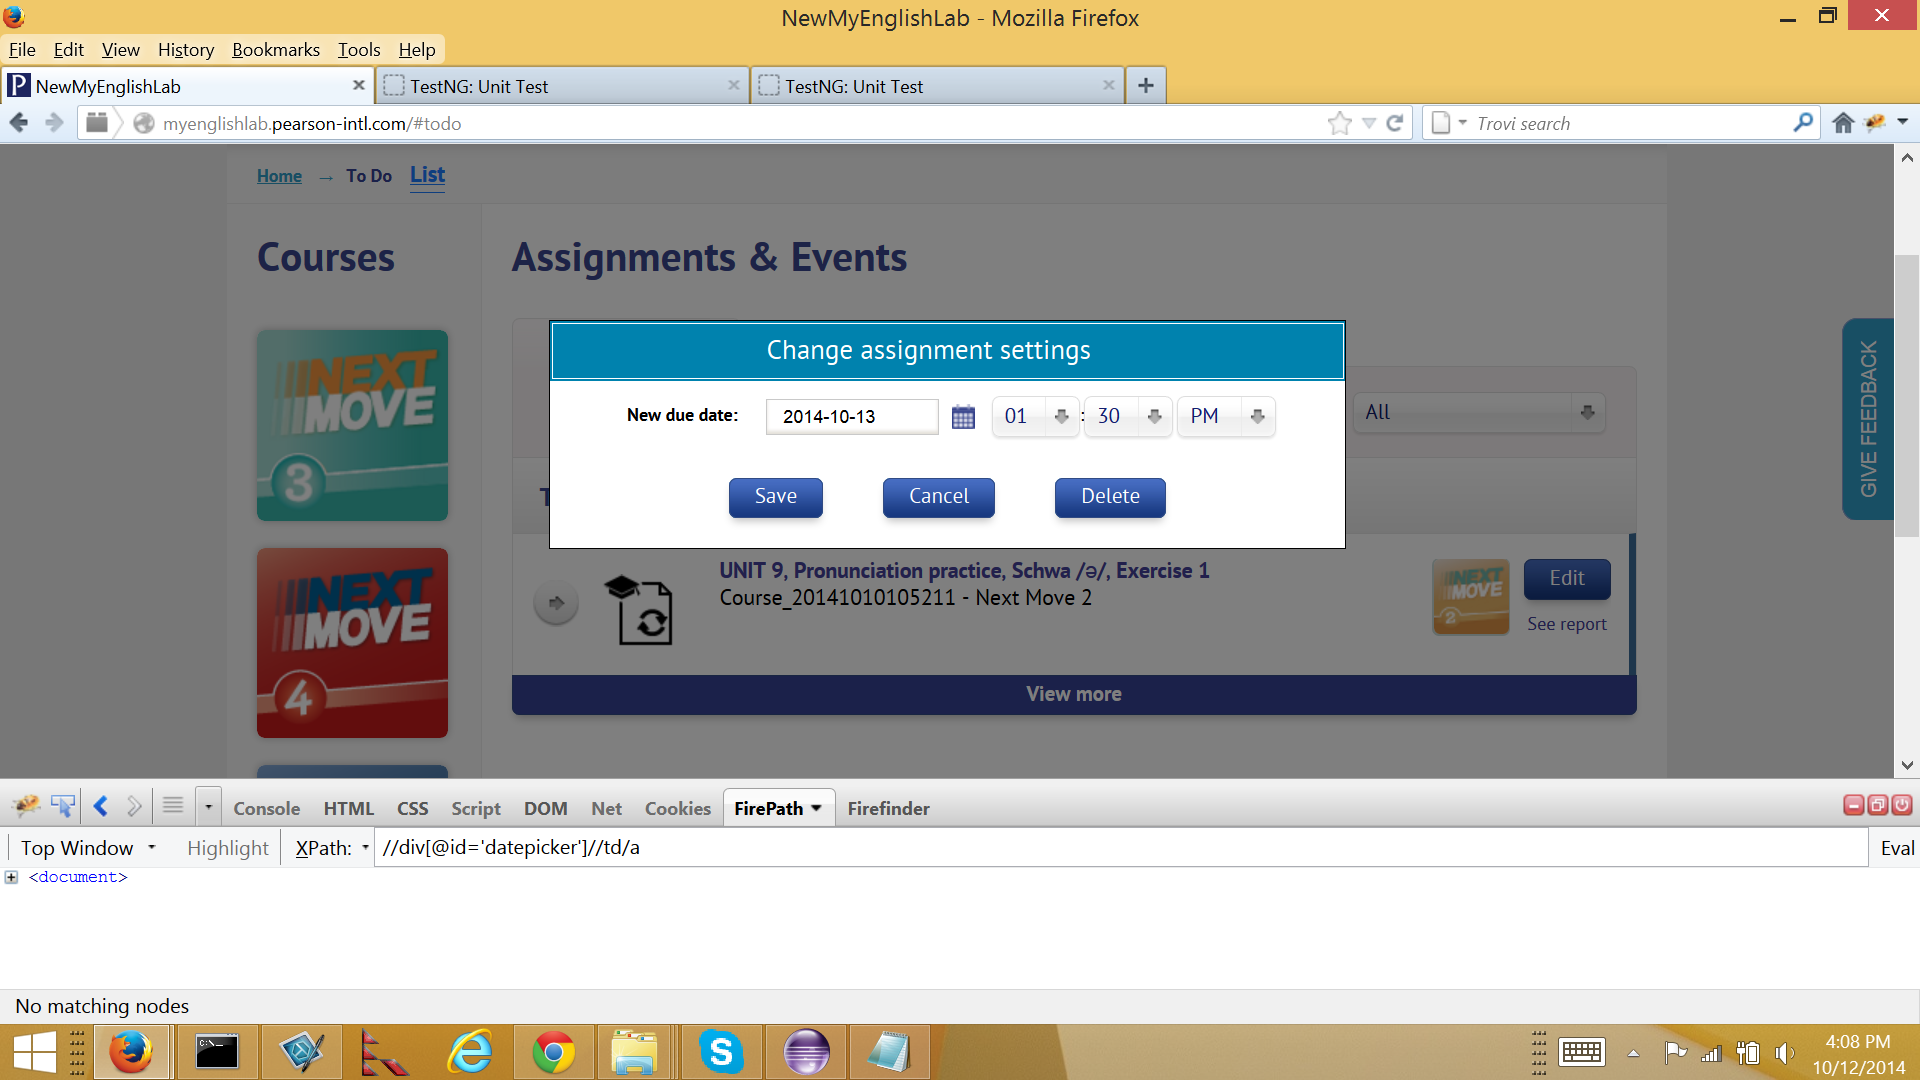 NewMyEnglishLab - Mozilla Firefox
File Edit View History Bookmarks Tools Help
P NewMyEnglishLab TestNG: Unit Test TestNG: Unit Test
myenglishlab.pearson-intl.com/#todo Trovi search
Home → To Do List
Courses Assignments & Events
NEXT MOVE 3
NEXT MOVE 4
Change assignment settings
New due date: 2014-10-13 01 : 30 PM
Save Cancel Delete
All
GIVE FEEDBACK
UNIT 9, Pronunciation practice, Schwa /ə/, Exercise 1
Course_20141010105211 - Next Move 2
NEXT MOVE 2
Edit
See report
View more
Console HTML CSS Script DOM Net Cookies FirePath Firefinder
Top Window Highlight XPath: //div[@id='datepicker']//td/a Eval
<document>
No matching nodes
C:\_
S
4:08 PM
10/12/2014